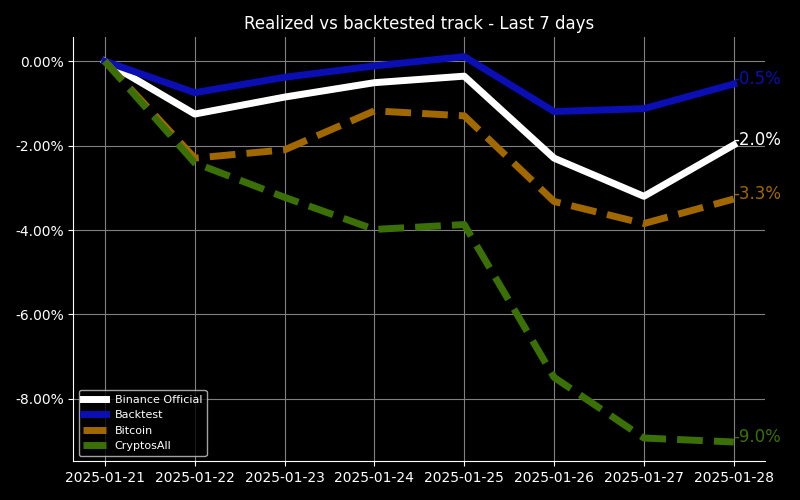 Realized vs backtested track - Last 7 days
0.00%
-2.00%
-4.00%
-6.00%
-8.00%
-0.5%
-2.0%
-3.3%
-9.0%
Binance Official
Backtest
Bitcoin
CryptosAll
2025-01-21 2025-01-22 2025-01-23 2025-01-24 2025-01-25 2025-01-26 2025-01-27 2025-01-28